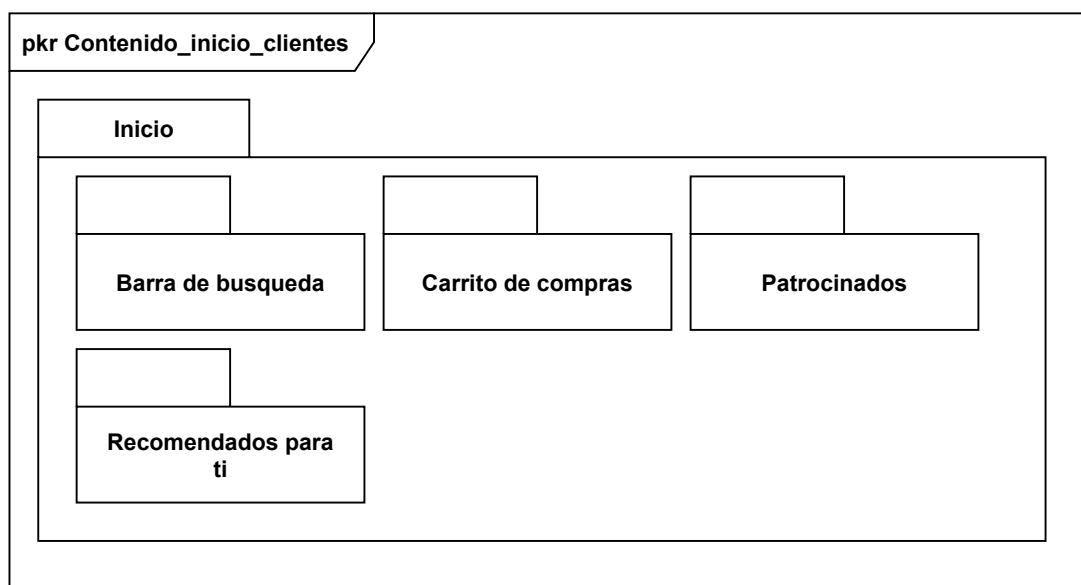 pkr Contenido_inicio_clientes
Inicio
Barra de busqueda
Carrito de compras
Patrocinados
Recomendados para
ti